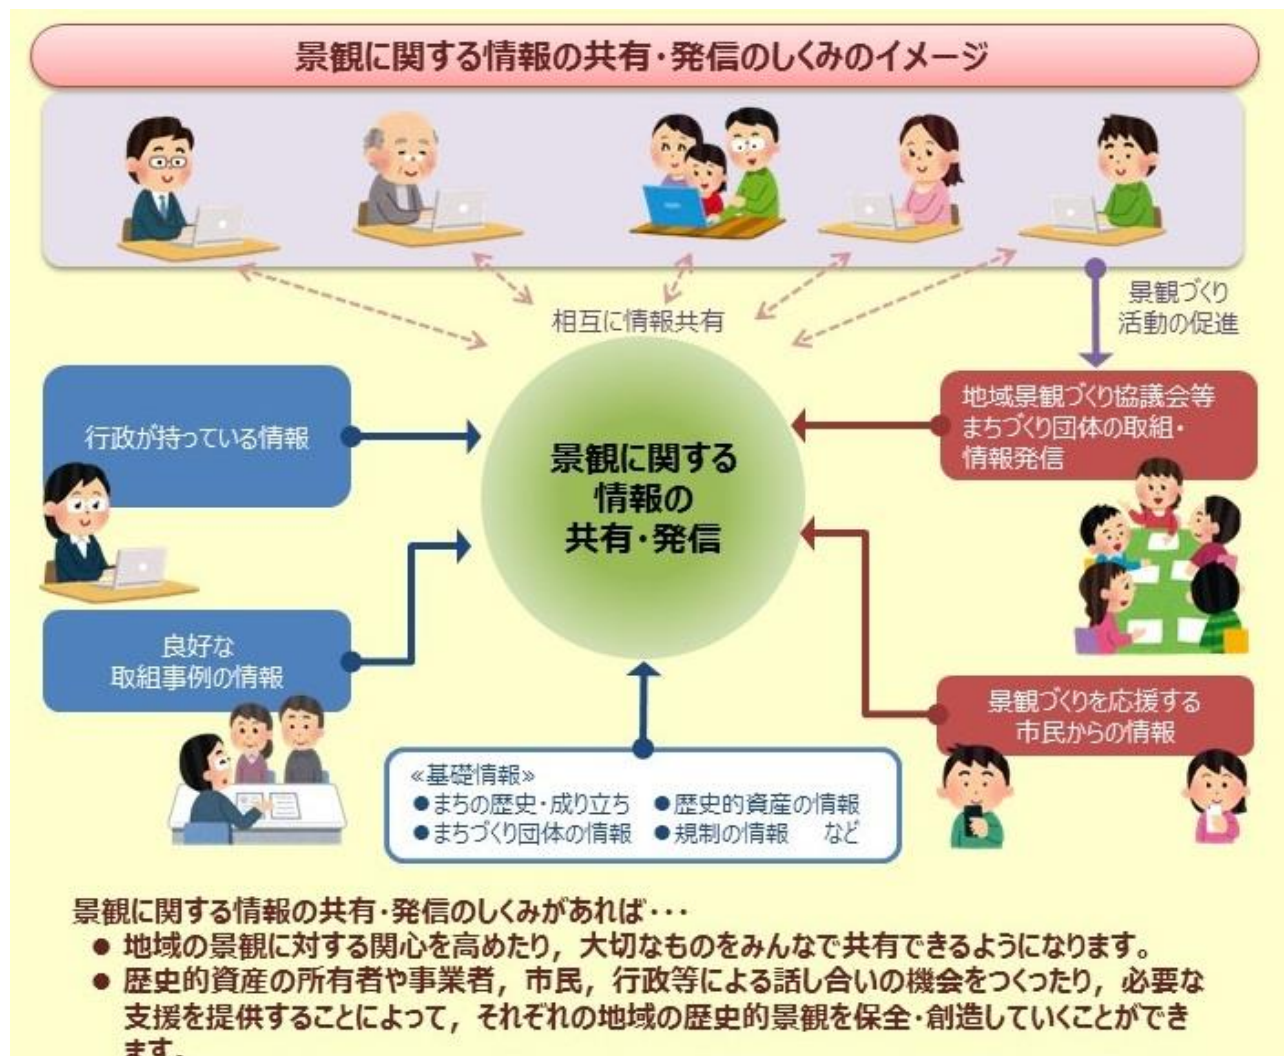 景観に関する情報の共有・発信のしくみのイメージ
相互に情報共有
景観づくり
活動の促進
行政が持っている情報
地域景観づくり協議会等
まちづくり団体の取組・
情報発信
景観に関する
情報の
共有・発信
良好な
取組事例の情報
景観づくりを応援する
市民からの情報
≪基礎情報≫
●まちの歴史・成り立ち ●歴史的資産の情報
●まちづくり団体の情報 ●規制の情報 など
景観に関する情報の共有・発信のしくみがあれば・・・
● 地域の景観に対する関心を高めたり，大切なものをみんなで共有できるようになります。
● 歴史的資産の所有者や事業者，市民，行政等による話し合いの機会をつくったり，必要な
支援を提供することによって，それぞれの地域の歴史的景観を保全・創造していくことができ
ます。